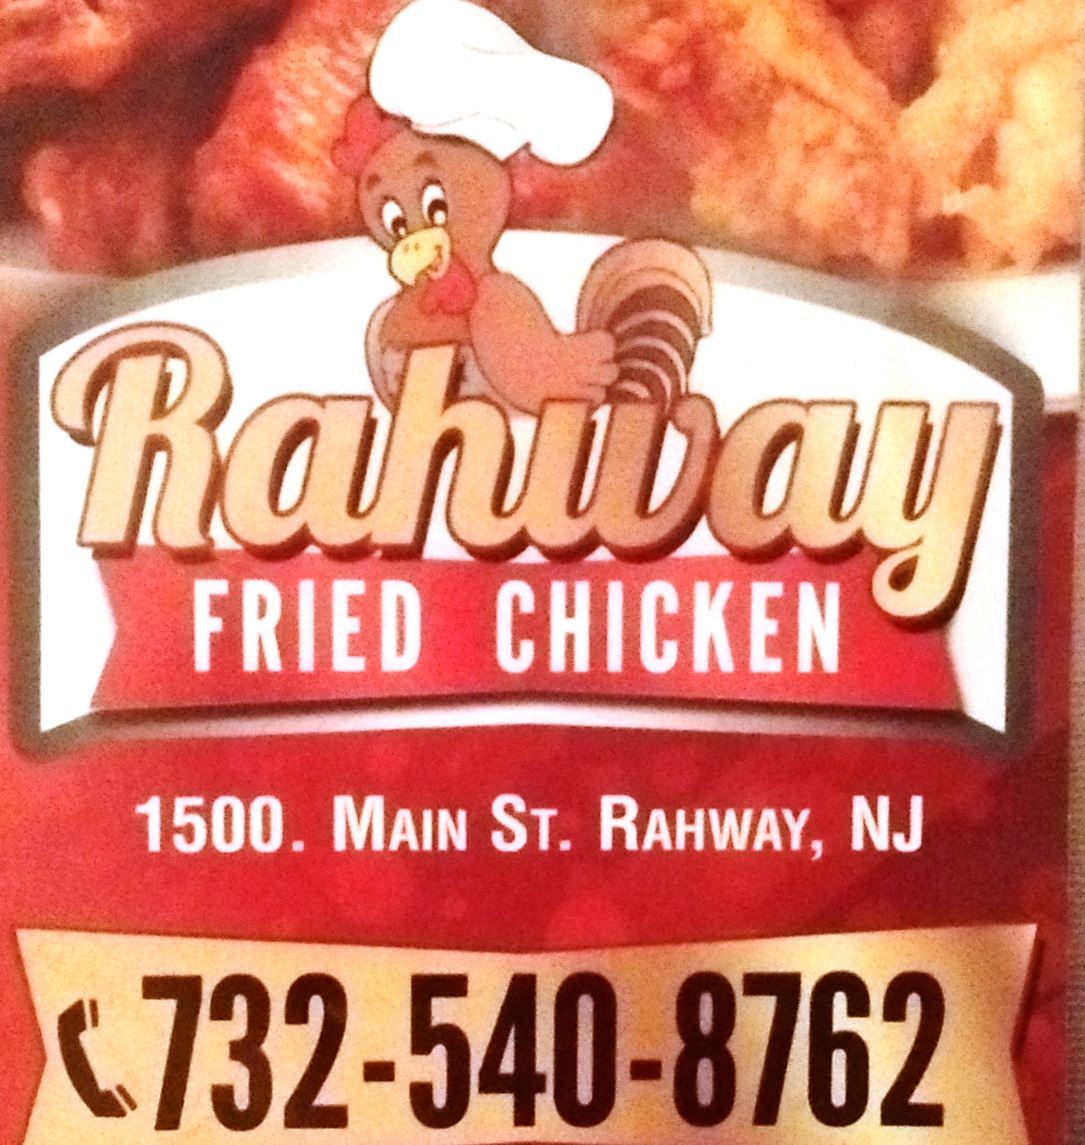 Rahway
FRIED CHICKEN
1500. MAIN ST. RAHWAY, NJ
732-540-8762